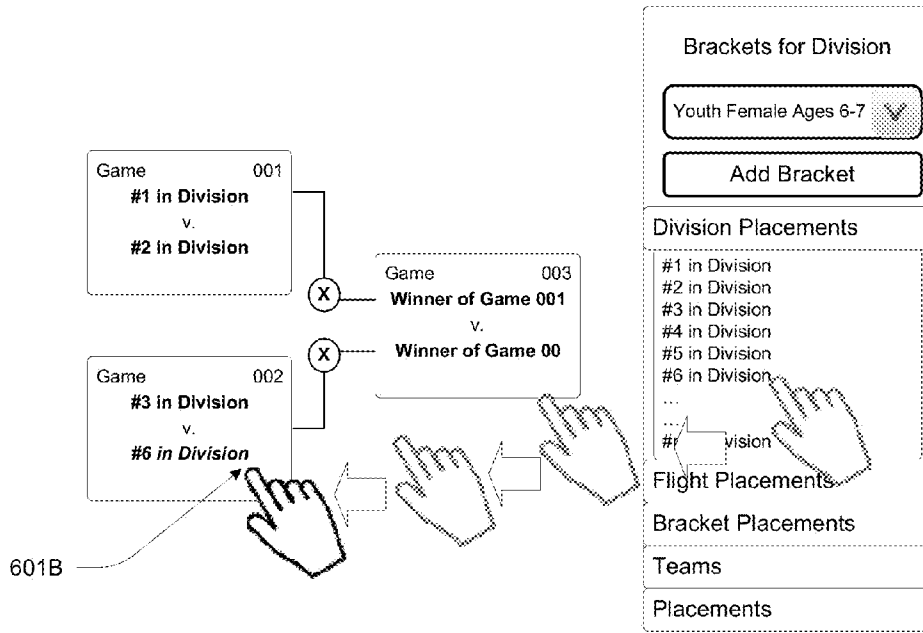 Brackets for Division
Youth Female Ages 6-7
Add Bracket
Game 001
#1 in Division
v.
#2 in Division
Game 003
Winner of Game 001
v.
Winner of Game 00
Game 002
#3 in Division
v.
#6 in Division
X
X
601B
Division Placements
#1 in Division
#2 in Division
#3 in Division
#4 in Division
#5 in Division
#6 in Division
...
...
Flight Placements
Bracket Placements
Teams
Placements